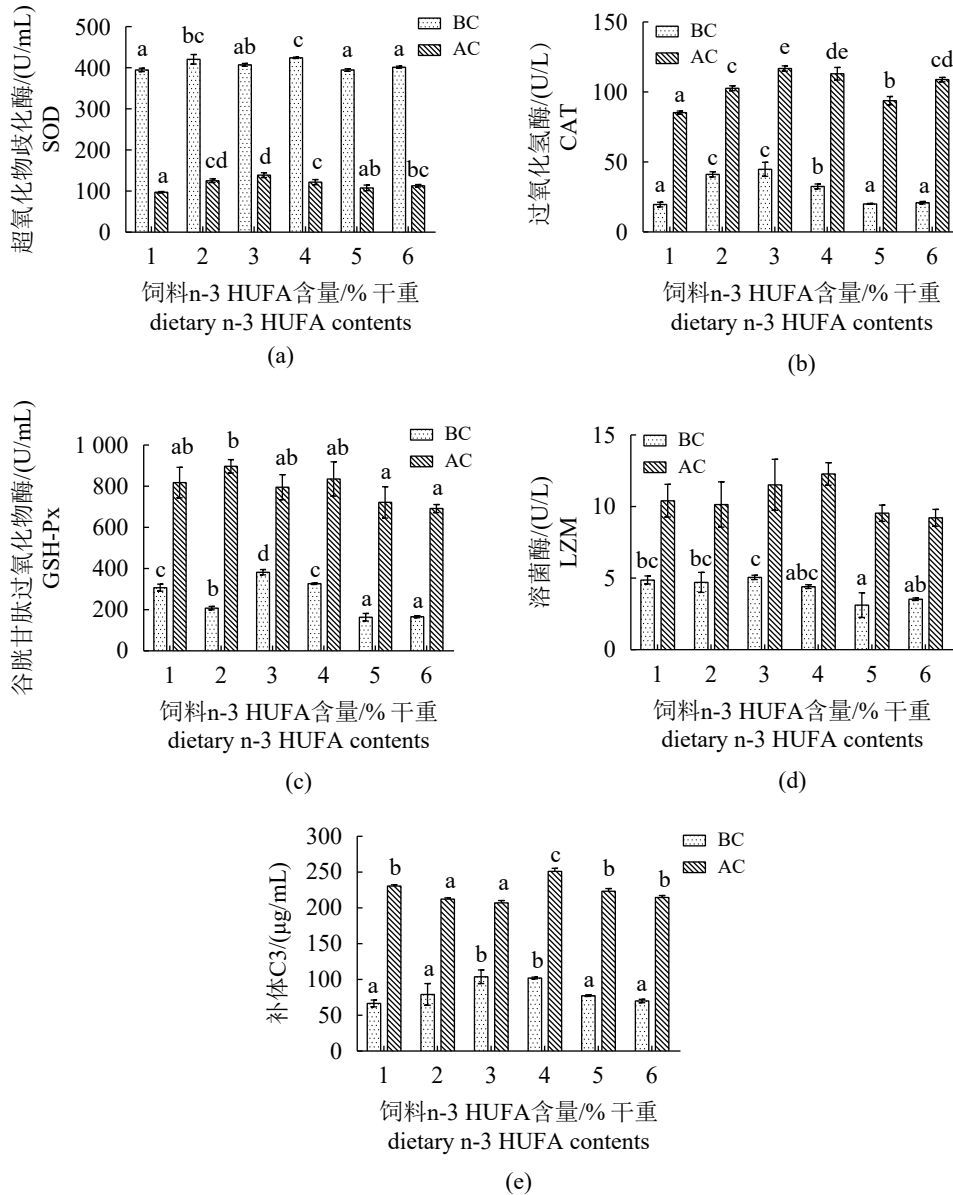 超氧化物歧化酶/(U/mL)
SOD
500
400
300
200
100
0
BC
AC
a bc ab c a a
a cd d c ab bc
1 2 3 4 5 6
饲料n-3 HUFA含量/% 干重
dietary n-3 HUFA contents
(a)
过氧化氢酶/(U/L)
CAT
150
100
50
0
BC
AC
a c e de b cd
a c c b a a
1 2 3 4 5 6
饲料n-3 HUFA含量/% 干重
dietary n-3 HUFA contents
(b)
谷胱甘肽过氧化物酶/(U/mL)
GSH-Px
1 000
800
600
400
200
0
BC
AC
ab b ab ab a a
c b d c a a
1 2 3 4 5 6
饲料n-3 HUFA含量/% 干重
dietary n-3 HUFA contents
(c)
溶菌酶/(U/L)
LZM
15
10
5
0
BC
AC
bc bc c abc a ab
1 2 3 4 5 6
饲料n-3 HUFA含量/% 干重
dietary n-3 HUFA contents
(d)
补体C3/(μg/mL)
300
250
200
150
100
50
0
BC
AC
b a a c b b
a a b b a a
1 2 3 4 5 6
饲料n-3 HUFA含量/% 干重
dietary n-3 HUFA contents
(e)